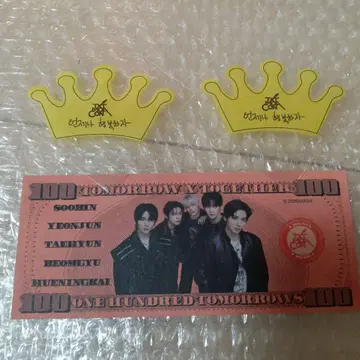 언제나 행복하자
언제나 행복하자
100 TOMORROW X TOGETHER 100
SOOBIN
YEONJUN
TAEHYUN
BEOMGYU
HUENINGKAI
100 ONE HUNDRED TOMORROWS 100